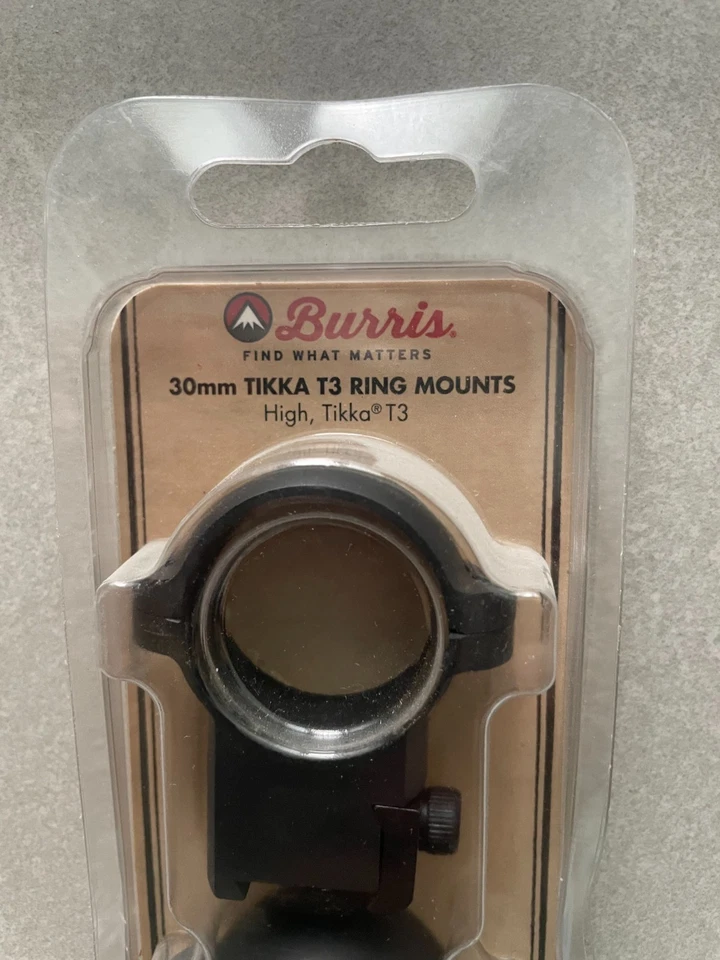 Burris.
FIND WHAT MATTERS
30mm TIKKA T3 RING MOUNTS
High, Tikka® T3